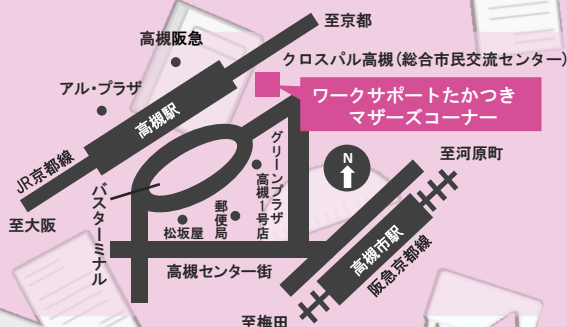 至京都
高槻阪急
クロスパル高槻(総合市民交流センター)
アル・プラザ
ワークサポートたかつき
マザーズコーナー
高槻駅
JR京都線
グリーンプラザ
高槻1号店
N
至河原町
バスターミナル
至大阪
松坂屋
郵便局
高槻センター街
高槻市駅
阪急京都線
至梅田